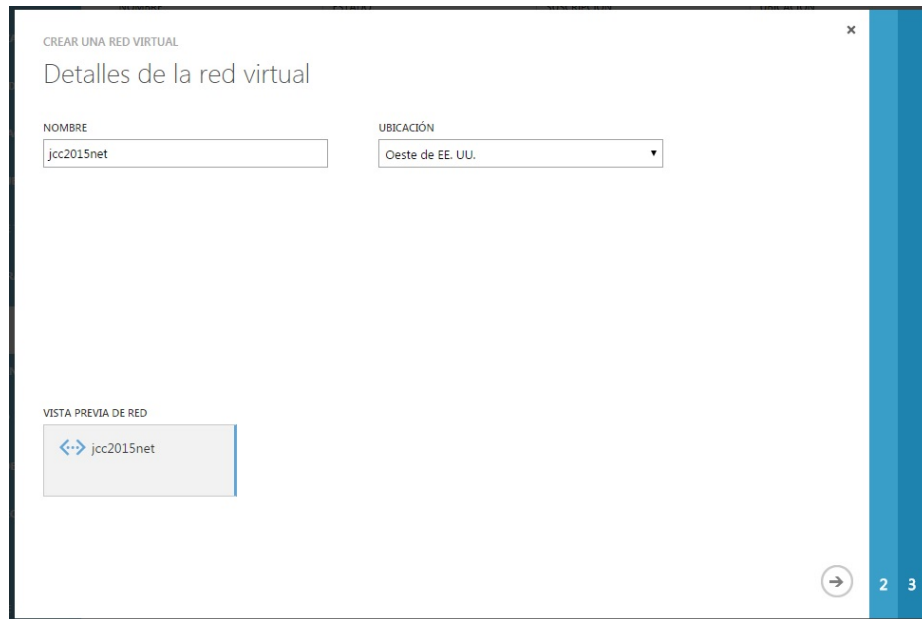 CREAR UNA RED VIRTUAL
Detalles de la red virtual
NOMBRE
UBICACIÓN
jcc2015net
Oeste de EE. UU.
VISTA PREVIA DE RED
jcc2015net
2 3